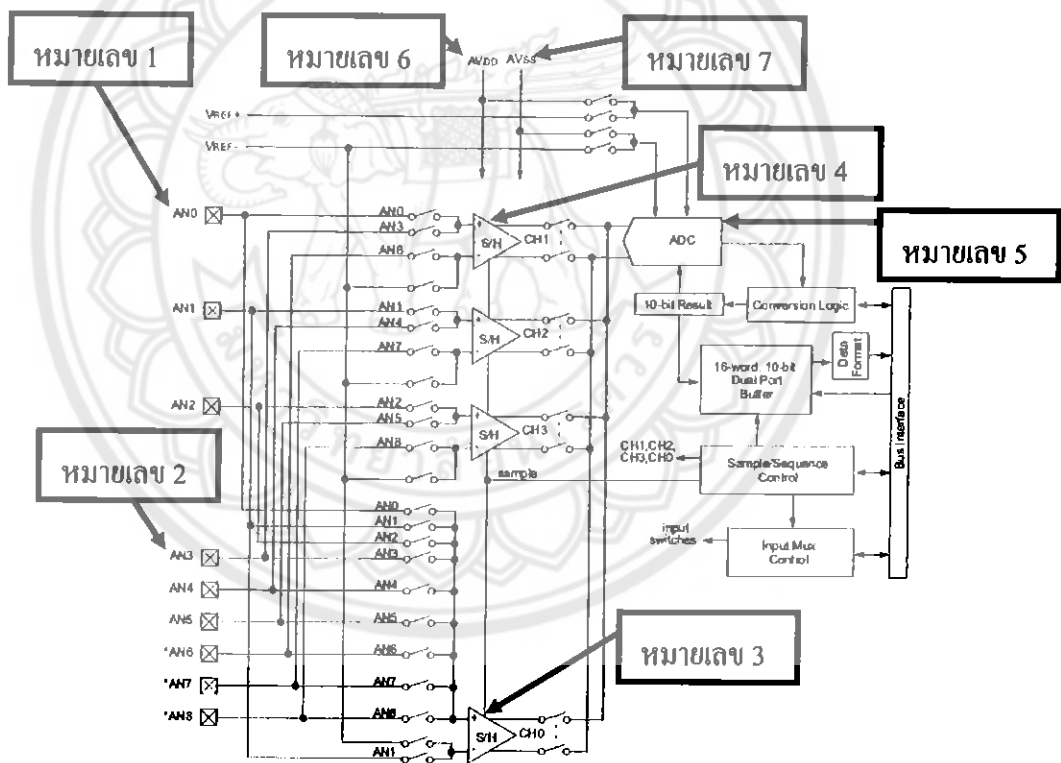 หมายเลข 1
หมายเลข 6
AVDD AVSS
หมายเลข 7
VREF+
VREF-
หมายเลข 4
AN0
AN0
AN3
AN6
S/H
CH1
ADC
หมายเลข 5
10-bit Result
Conversion Logic
AN1
AN1
AN4
AN7
S/H
CH2
16-word, 10-bit
Dual Port
Buffer
Data
Format
Bus Interface
AN2
AN2
AN5
AN8
S/H
CH3
CH1,CH2,
CH3,CH0
Sample/Sequence
Control
sample
หมายเลข 2
AN0
AN1
AN2
AN3
AN3
input
switches
Input Mux
Control
AN4
AN4
AN5
AN5
*AN6
AN6
หมายเลข 3
*AN7
AN7
*AN8
AN8
S/H
CH0
AN1